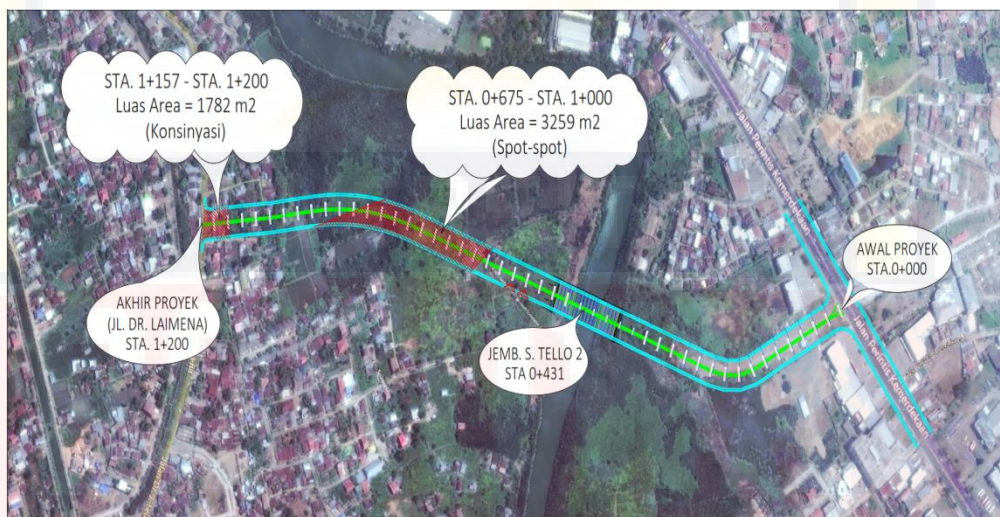 STA. 1+157 - STA. 1+200
Luas Area = 1782 m2
(Konsinyasi)
STA. 0+675 - STA. 1+000
Luas Area = 3259 m2
(Spot-spot)
Jalan Perintis Kemerdekaan
AWAL PROYEK
STA.0+000
AKHIR PROYEK
(JL. DR. LAIMENA)
STA. 1+200
JEMB. S. TELLO 2
STA 0+431
Jalan Perintis Kemerdekaan